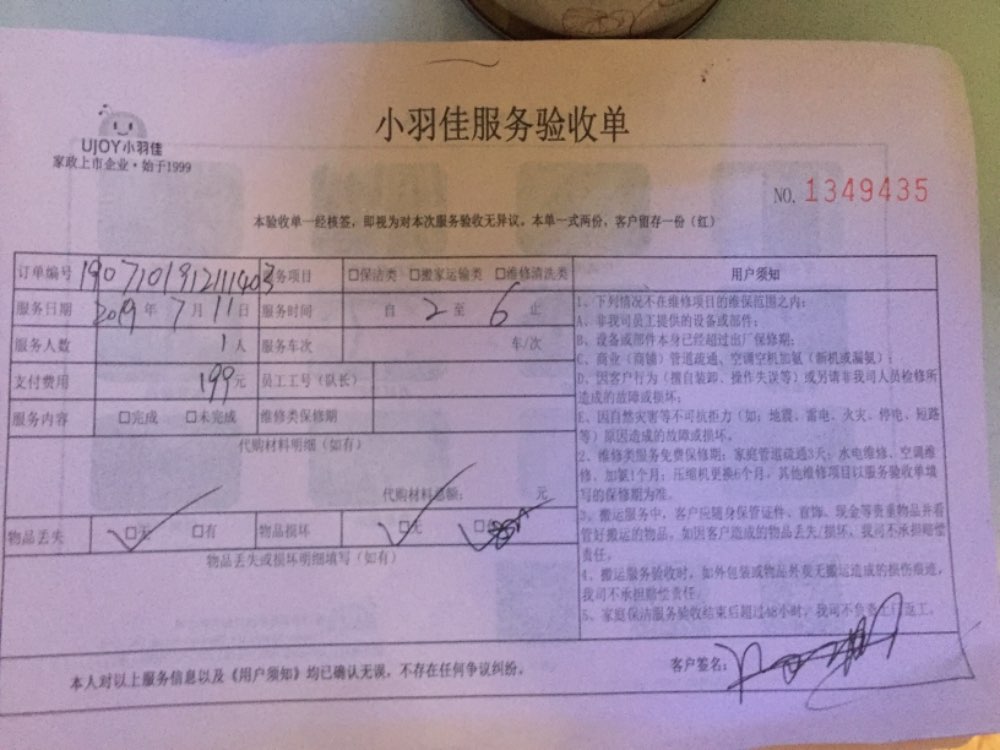 小羽佳服务验收单
UJOY小羽佳
家政上市企业·始于1999
NO. 1349435
本验收单一经核签，即视为对本次服务验收无异议。本单一式两份，客户留存一份（红）
订单编号 务项目 □保洁类 □搬家运输类 □维修清洗类
服务日期 2019年7月11日 服务时间 自2至6止
服务人数 1人 服务车次 车/次
支付费用 199元 员工工号（队长）
服务内容 □完成 □未完成 维修类保修期
代购材料明细（如有）
代购材料总额： 元
物品丢失 □无 □有 物品损坏 □无
物品丢失或损坏明细填写（如有）
用户须知
1、下列情况不在维修项目的维保范围之内：
A、非我司员工提供的设备或部件；
B、设备或部件本身已经超过出厂保修期；
C、商业（商铺）管道疏通、空调空机加氨（新机或漏氨）；
D、因客户行为（擅自装卸、操作失误等）或另请非我司人员检修所
造成的故障或损坏；
E、因自然灾害等不可抗拒力（如：地震、雷电、火灾、停电、短路
等）原因造成的故障或损坏。
2、维修类服务免费保修期：家庭管道疏通3天；水电维修、空调维
修、加氨1个月；压缩机更换6个月，其他维修项目以服务验收单填
写的保修期为准。
3、搬运服务中，客户应随身保管证件、首饰、现金等贵重物品并看
管好搬运的物品，如因客户造成的物品丢失/损坏，我司不承担赔偿
责任。
4、搬运服务验收时，如外包装或物品外观无搬运造成的损伤痕迹，
我司不承担赔偿责任。
5、家庭保洁服务验收结束后超过48小时，我司不负责上门返工。
本人对以上服务信息以及《用户须知》均已确认无误，不存在任何争议纠纷。
客户签名：